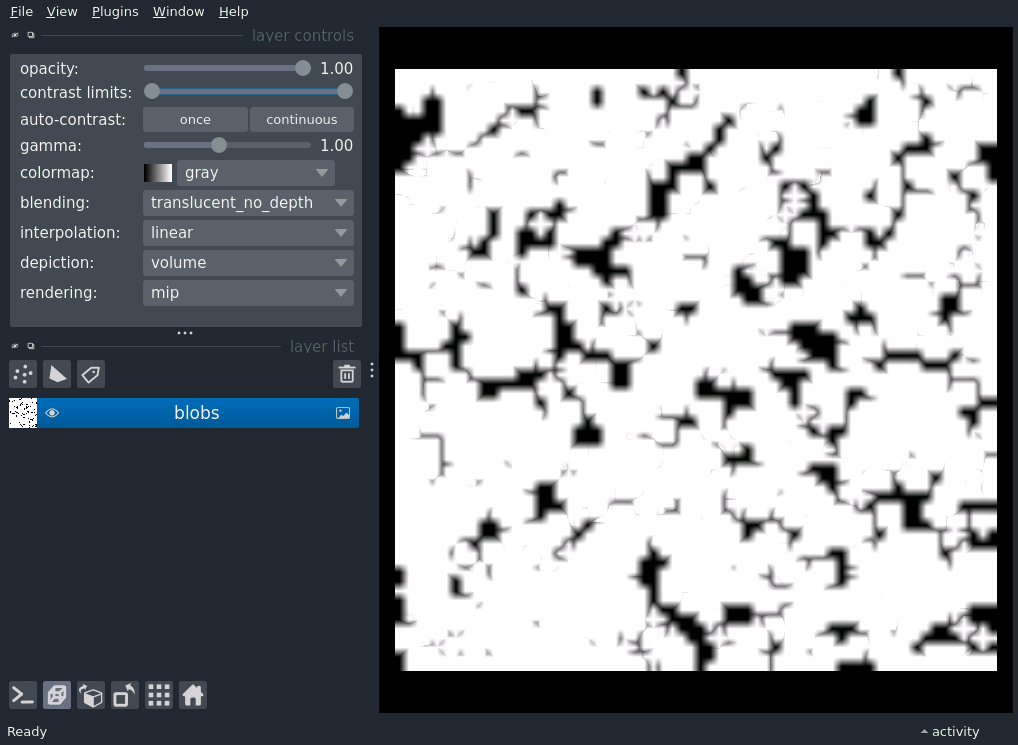 File View Plugins Window Help
layer controls
opacity: 1.00
contrast limits:
auto-contrast: once continuous
gamma: 1.00
colormap: gray
blending: translucent_no_depth
interpolation: linear
depiction: volume
rendering: mip
layer list
blobs
Ready activity